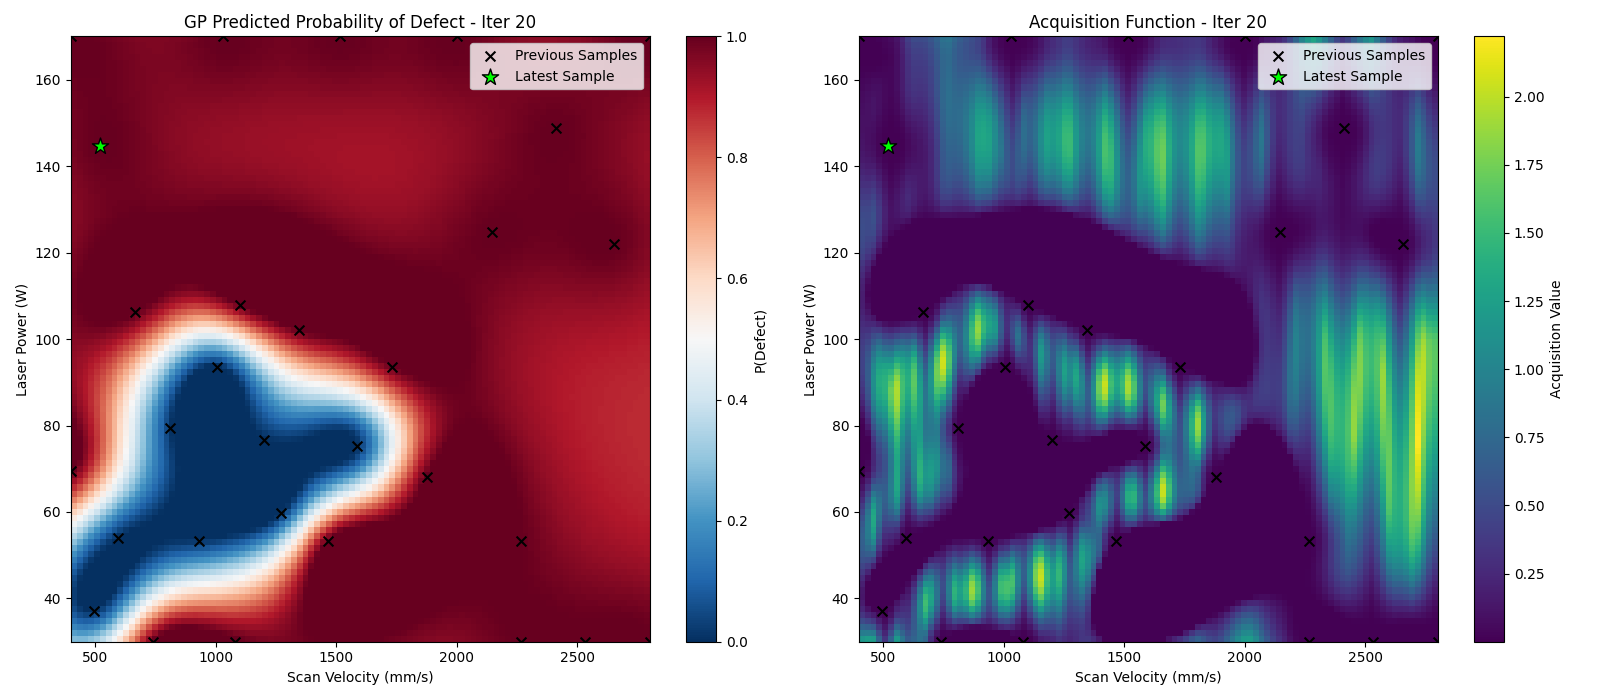 GP Predicted Probability of Defect - Iter 20
Previous Samples
Latest Sample
160
140
120
100
80
60
40
Laser Power (W)
500 1000 1500 2000 2500
Scan Velocity (mm/s)
1.0
0.8
0.6
0.4
0.2
0.0
P(Defect)
Acquisition Function - Iter 20
Previous Samples
Latest Sample
160
140
120
100
80
60
40
Laser Power (W)
500 1000 1500 2000 2500
Scan Velocity (mm/s)
2.00
1.75
1.50
1.25
1.00
0.75
0.50
0.25
Acquisition Value